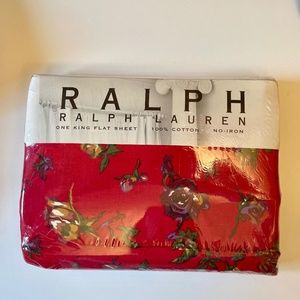 RALPH
RALPH LAUREN
ONE KING FLAT SHEET 100% COTTON NO-IRON